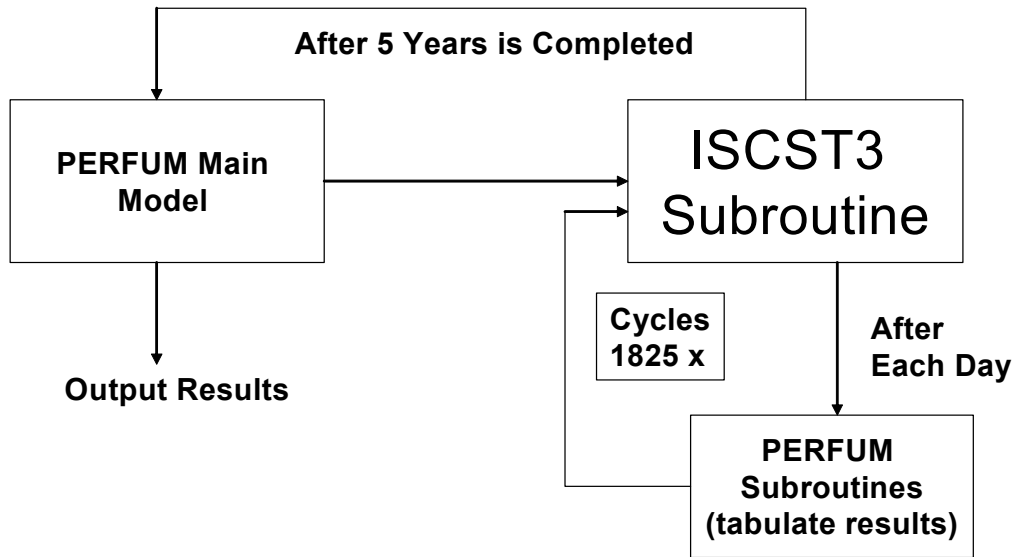 After 5 Years is Completed
PERFUM Main
Model
ISCST3
Subroutine
Cycles
1825 x
After
Each Day
Output Results
PERFUM
Subroutines
(tabulate results)